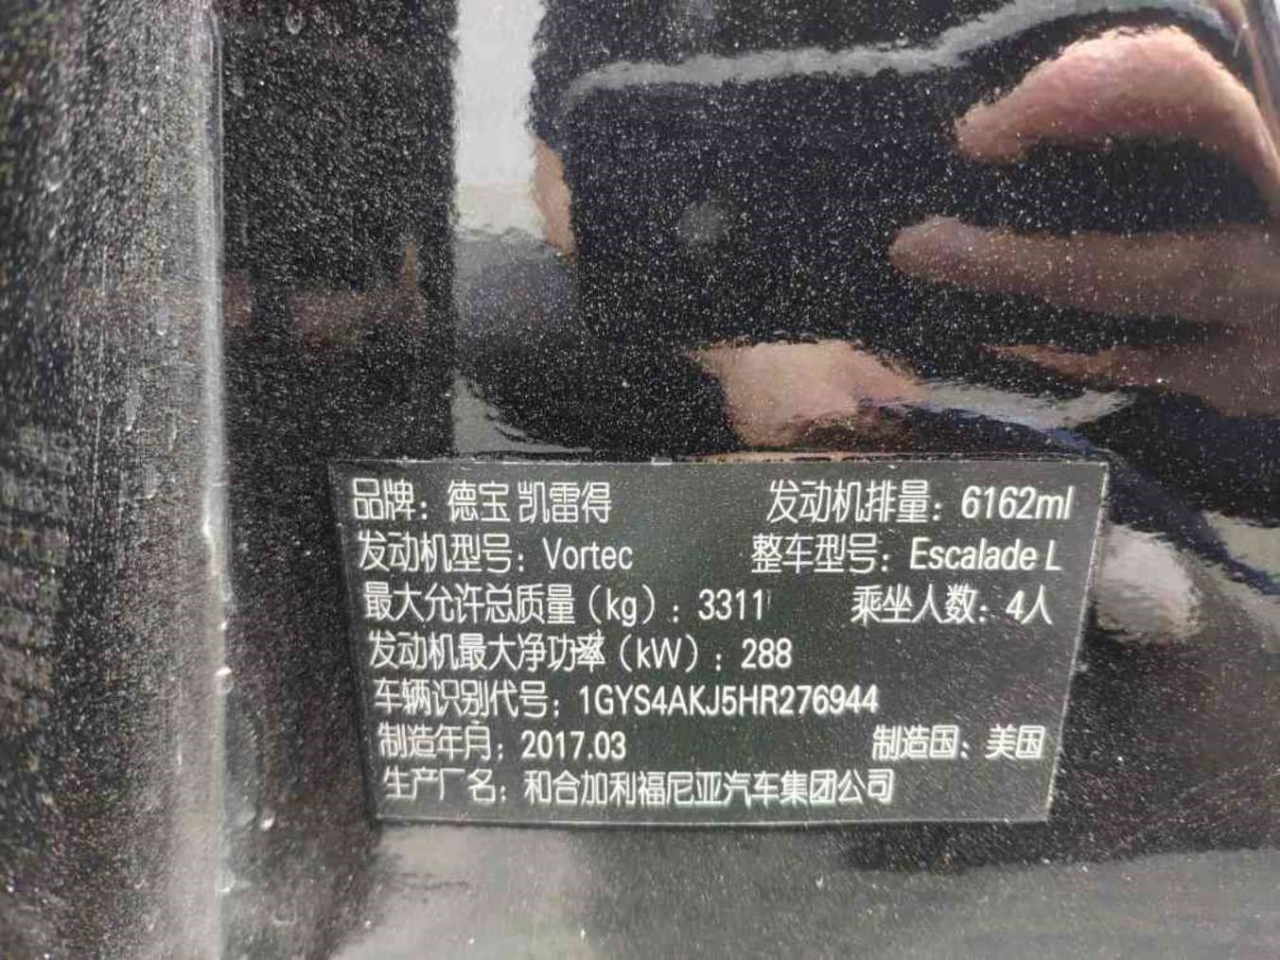 品牌：德宝 凯雷得 发动机排量：6162ml
发动机型号：Vortec 整车型号：Escalade L
最大允许总质量（kg）：3311 乘坐人数：4人
发动机最大净功率（kW）：288
车辆识别代号：1GYS4AKJ5HR276944
制造年月：2017.03 制造国：美国
生产厂名：和合加利福尼亚汽车集团公司